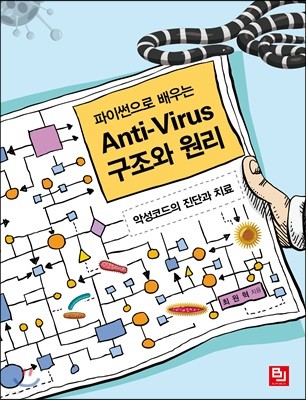 파이썬으로 배우는
Anti-Virus
구조와 원리
악성코드의 진단과 치료
최원혁 지음
BJ